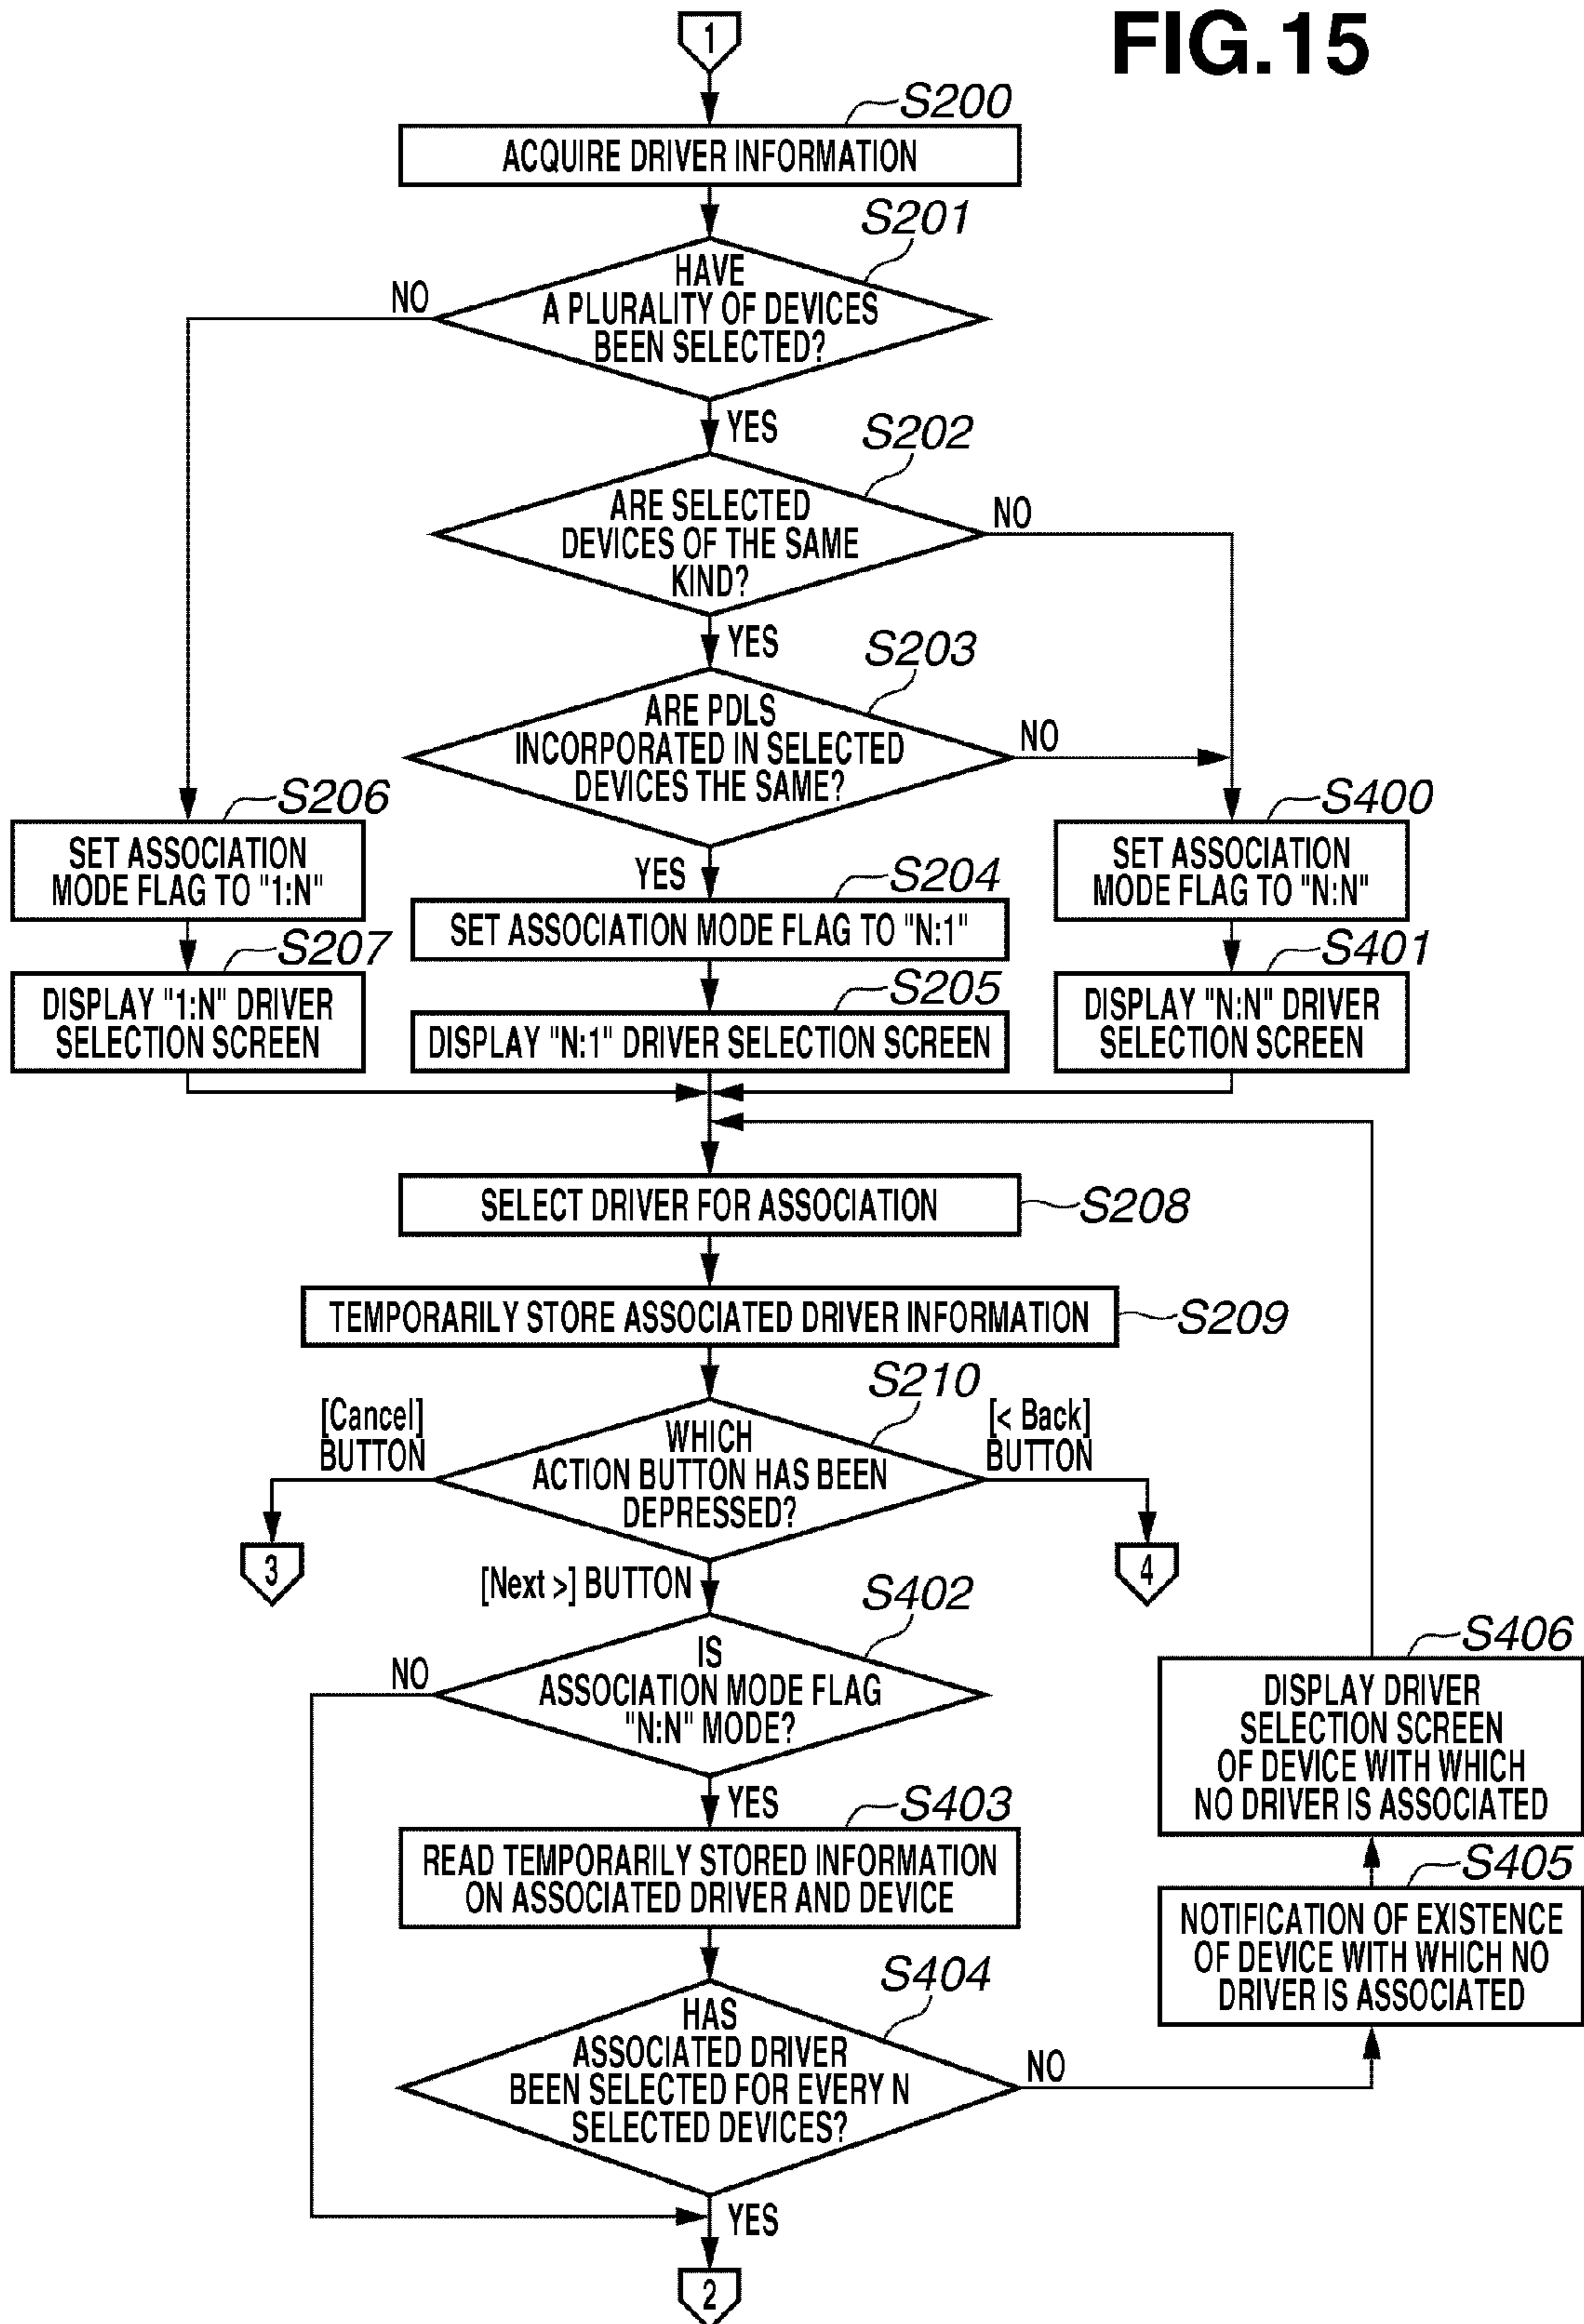 FIG.15
1
S200
ACQUIRE DRIVER INFORMATION
S201
HAVE
A PLURALITY OF DEVICES
BEEN SELECTED?
NO
YES
S202
ARE SELECTED
DEVICES OF THE SAME
KIND?
NO
YES
S203
ARE PDLS
INCORPORATED IN SELECTED
DEVICES THE SAME?
NO
YES
S206
SET ASSOCIATION
MODE FLAG TO "1:N"
S207
DISPLAY "1:N" DRIVER
SELECTION SCREEN
S204
SET ASSOCIATION MODE FLAG TO "N:1"
S205
DISPLAY "N:1" DRIVER SELECTION SCREEN
S400
SET ASSOCIATION
MODE FLAG TO "N:N"
S401
DISPLAY "N:N" DRIVER
SELECTION SCREEN
SELECT DRIVER FOR ASSOCIATION
S208
TEMPORARILY STORE ASSOCIATED DRIVER INFORMATION
S209
S210
WHICH
ACTION BUTTON HAS BEEN
DEPRESSED?
[Cancel]
BUTTON
[< Back]
BUTTON
3
4
[Next >] BUTTON
S402
IS
ASSOCIATION MODE FLAG
"N:N" MODE?
NO
YES
S403
READ TEMPORARILY STORED INFORMATION
ON ASSOCIATED DRIVER AND DEVICE
S404
HAS
ASSOCIATED DRIVER
BEEN SELECTED FOR EVERY N
SELECTED DEVICES?
NO
YES
S406
DISPLAY DRIVER
SELECTION SCREEN
OF DEVICE WITH WHICH
NO DRIVER IS ASSOCIATED
S405
NOTIFICATION OF EXISTENCE
OF DEVICE WITH WHICH NO
DRIVER IS ASSOCIATED
2